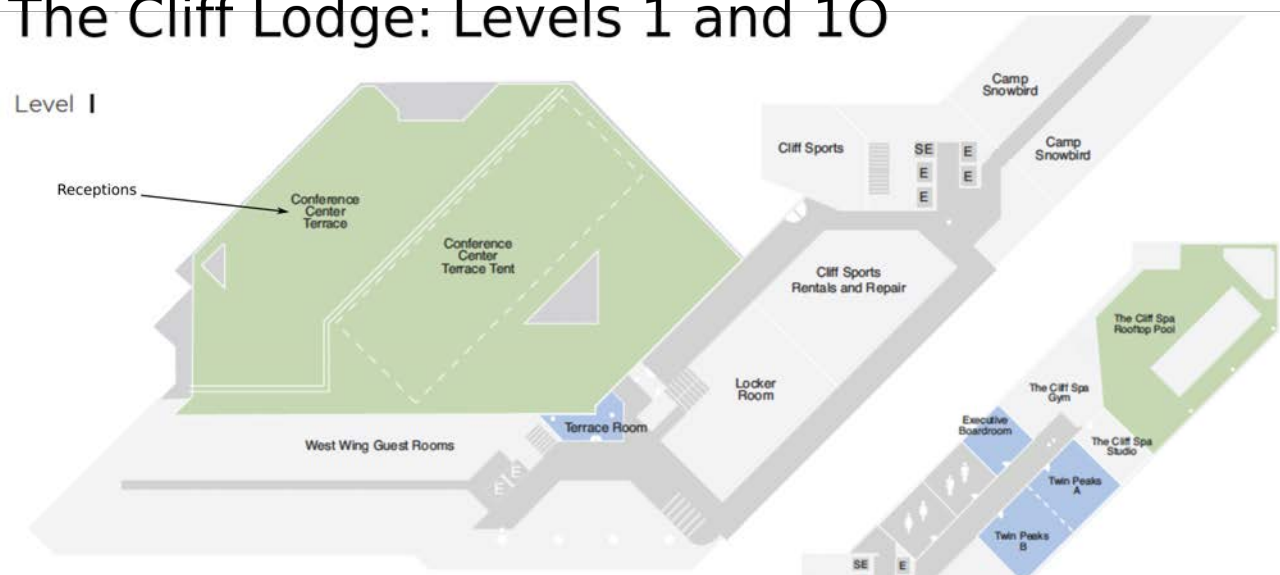 The Cliff Lodge: Levels 1 and 10
Level 1
Receptions
Conference
Center
Terrace
Conference
Center
Terrace Tent
West Wing Guest Rooms
Terrace Room
E
E
Cliff Sports
SE
E
E
E
E
Camp
Snowbird
Camp
Snowbird
Cliff Sports
Rentals and Repair
Locker
Room
The Cliff Spa
Rooftop Pool
The Cliff Spa
Gym
Executive
Boardroom
The Cliff Spa
Studio
Twin Peaks
A
Twin Peaks
B
SE
E